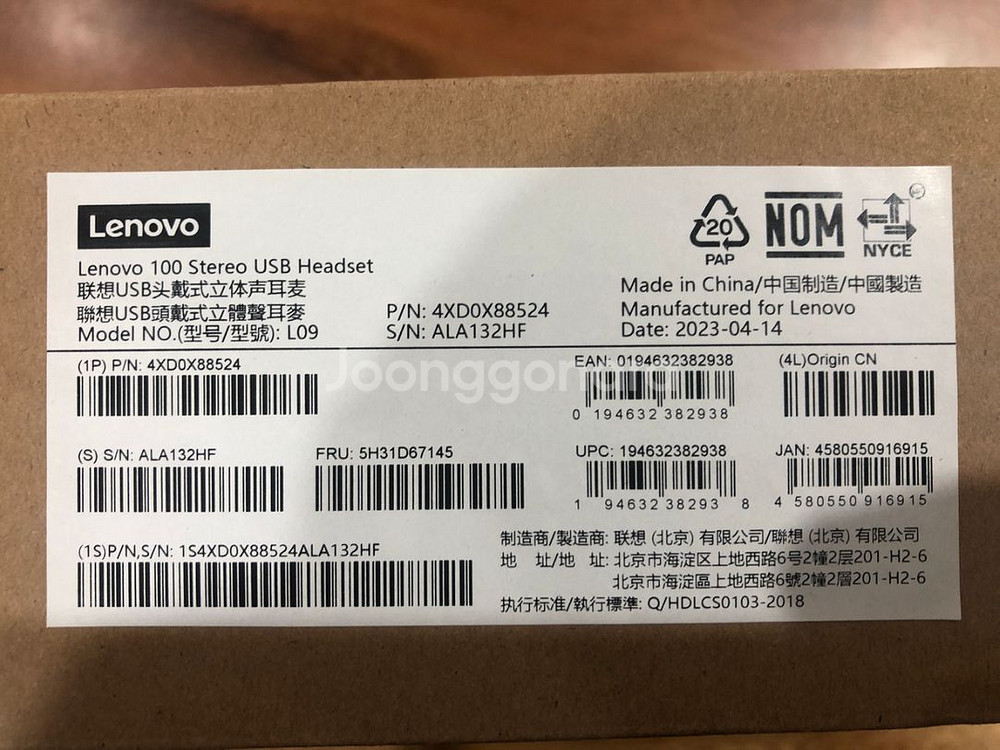 Lenovo
Lenovo 100 Stereo USB Headset
联想USB头戴式立体声耳麦
聯想USB頭戴式立體聲耳麥
Model NO.(型号/型號): L09
P/N: 4XD0X88524
S/N: ALA132HF
20
PAP
NOM
NYCE
Made in China/中国制造/中國製造
Manufactured for Lenovo
Date: 2023-04-14
Joonggonara
(1P) P/N: 4XD0X88524
EAN: 0194632382938
0 194632 382938
(4L)Origin CN
(S) S/N: ALA132HF
FRU: 5H31D67145
UPC: 194632382938
1 94632 38293 8
JAN: 4580550916915
4 580550 916915
(1S)P/N,S/N: 1S4XD0X88524ALA132HF
制造商/製造商: 联想 (北京) 有限公司/聯想 (北京) 有限公司
地 址/地 址: 北京市海淀区上地西路6号2幢2层201-H2-6
北京市海淀區上地西路6號2幢2層201-H2-6
执行标准/執行標準: Q/HDLCS0103-2018